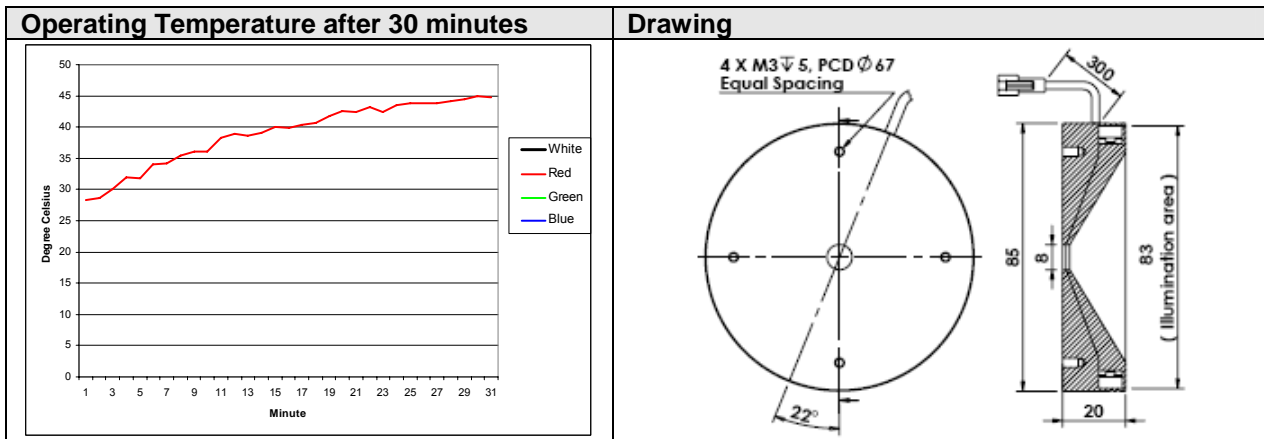 Operating Temperature after 30 minutes
Drawing
50
45
40
35
30
25
20
15
10
5
0
Degree Celsius
1 3 5 7 9 11 13 15 17 19 21 23 25 27 29 31
Minute
White
Red
Green
Blue
4 X M3↧5, PCD∅67
Equal Spacing
22°
300
85
8
83
( Illumination area )
20